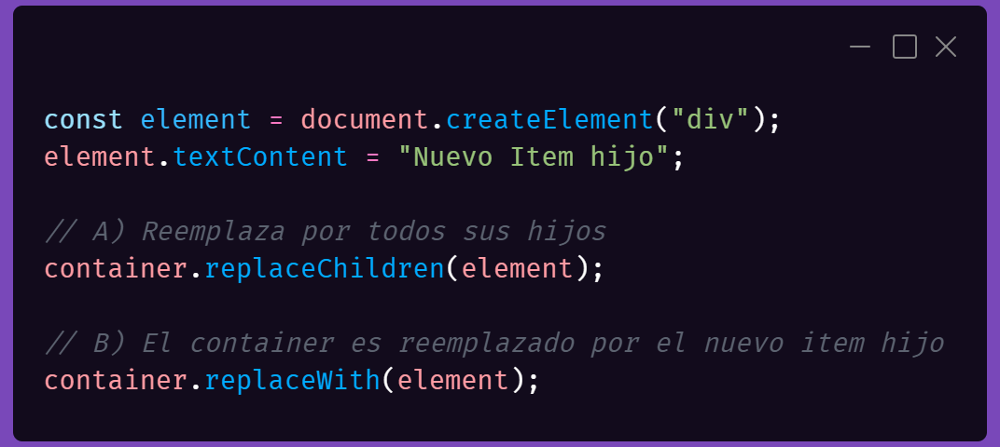 const element = document.createElement("div");
element.textContent = "Nuevo Item hijo";
// A) Reemplaza por todos sus hijos
container.replaceChildren(element);
// B) El container es reemplazado por el nuevo item hijo
container.replaceWith(element);